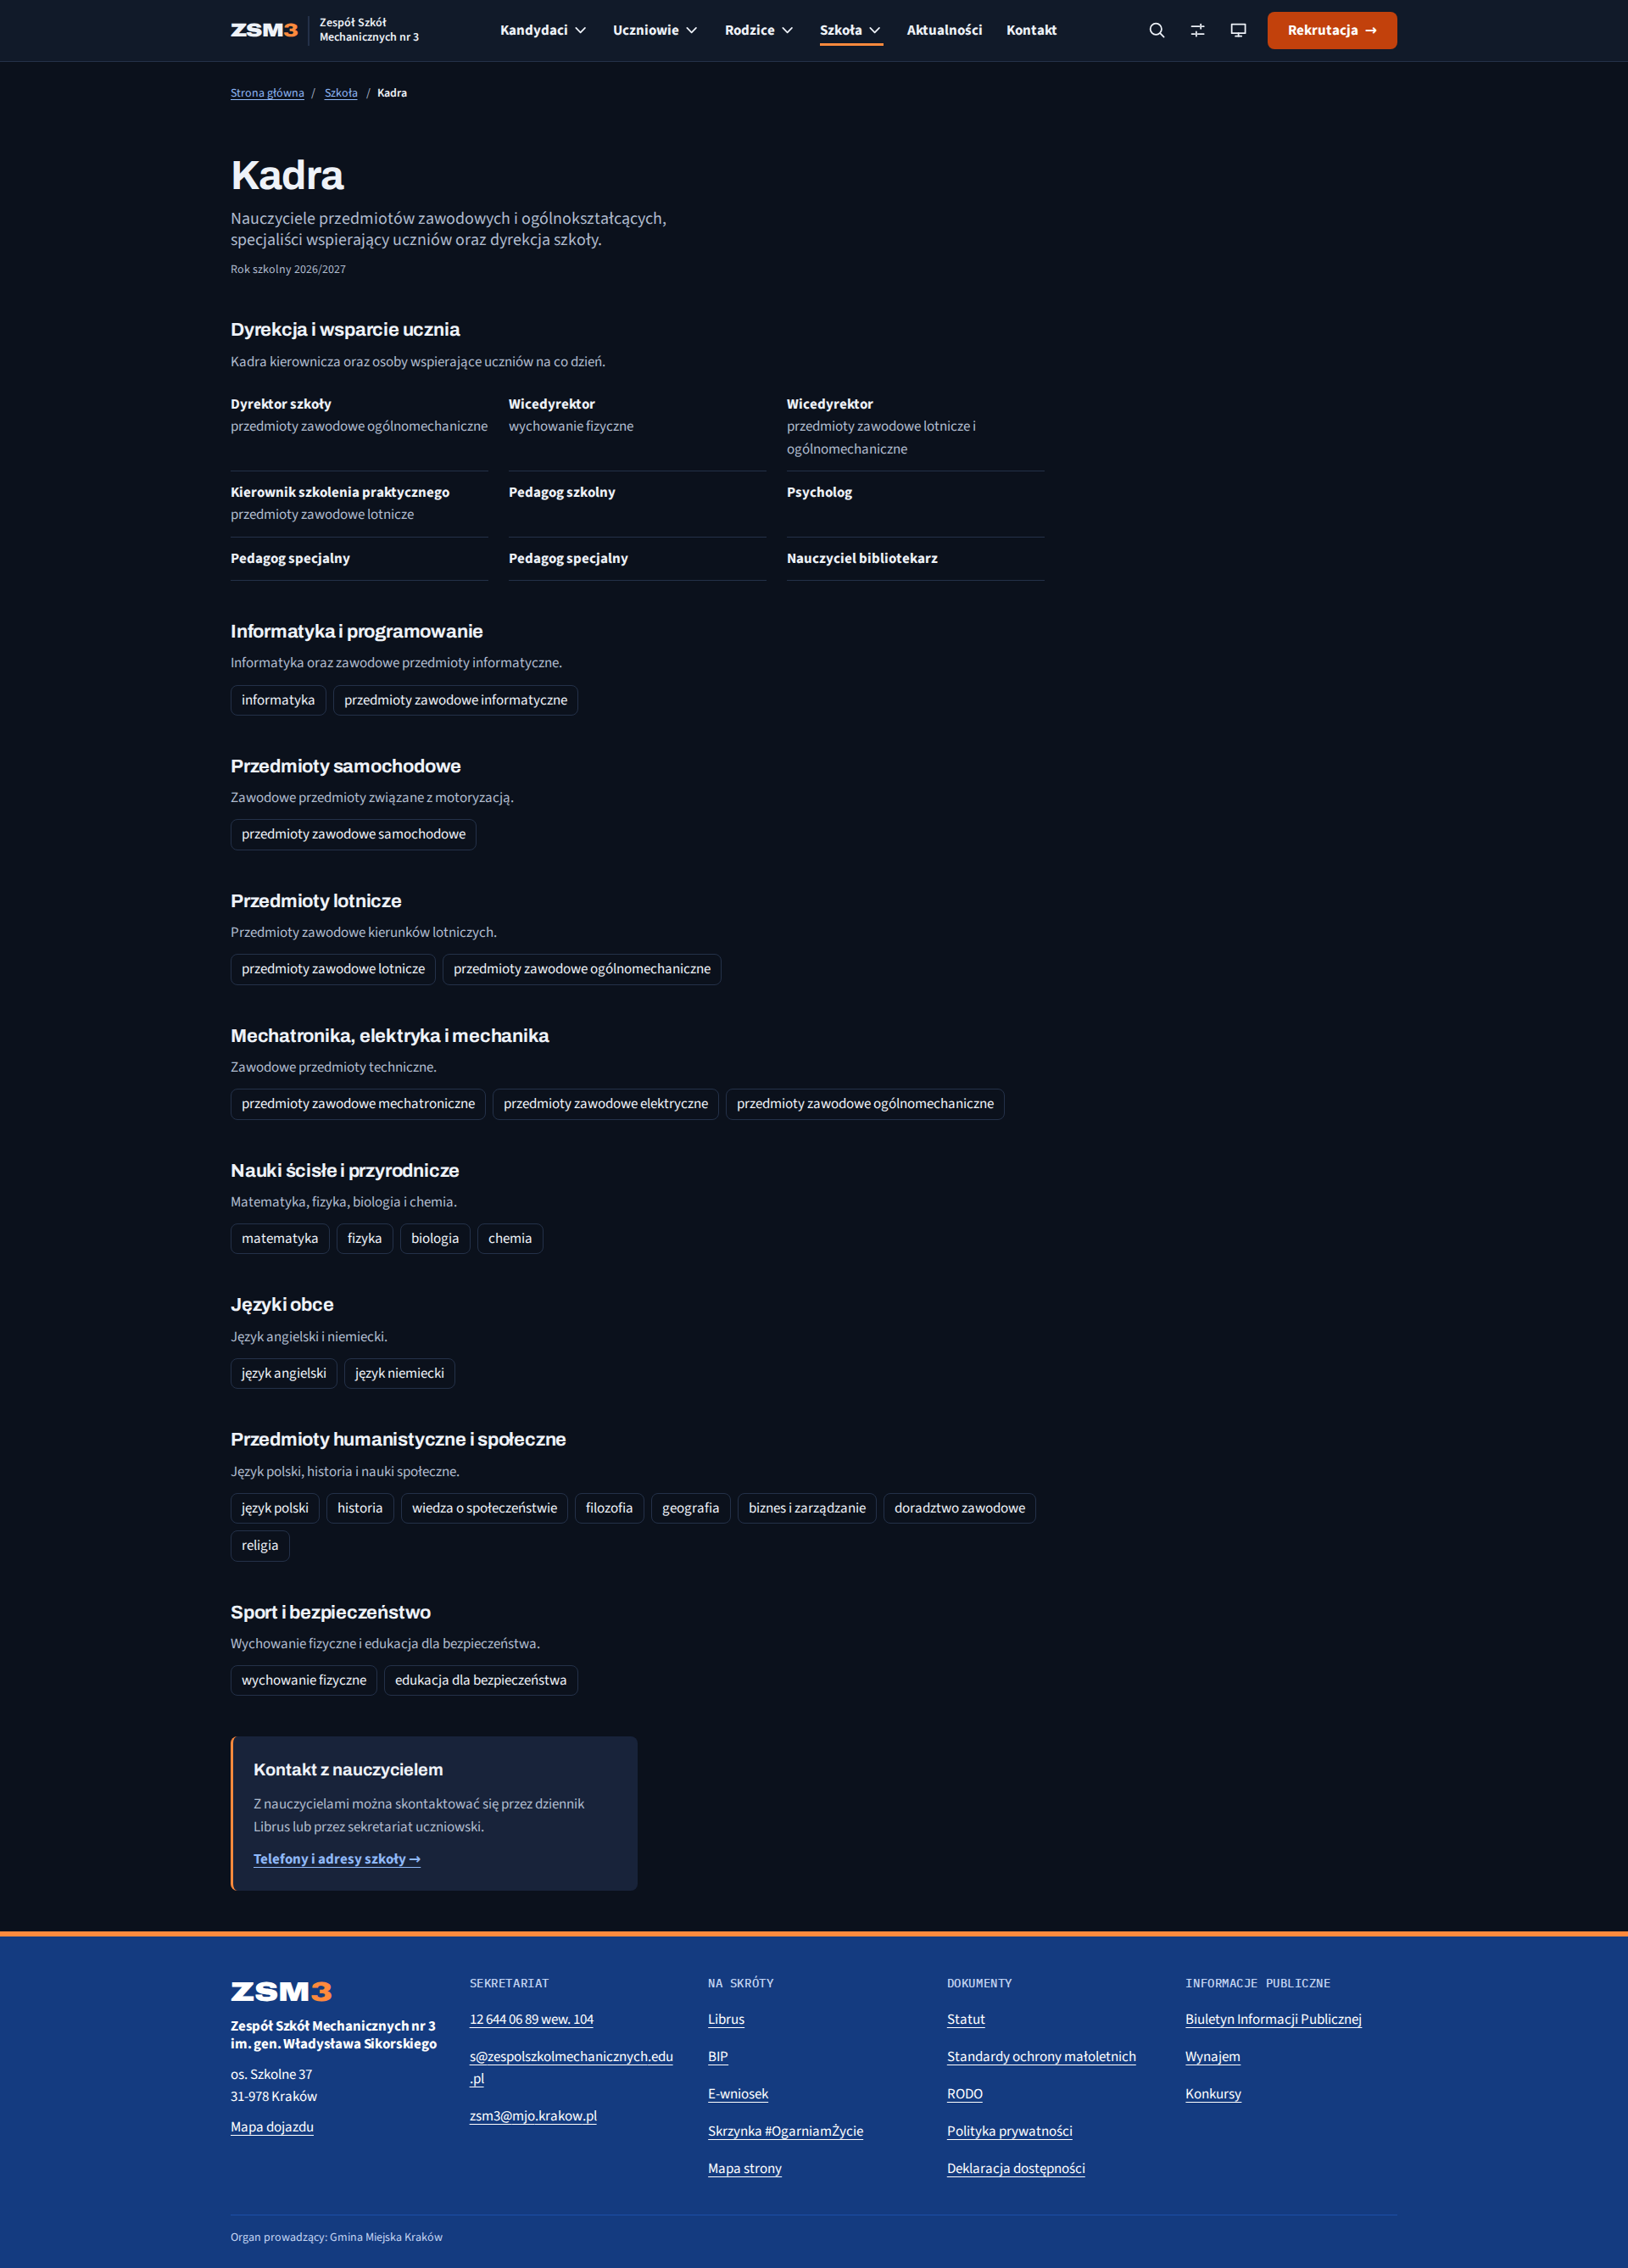 ZSM3
Zespół Szkół
Mechanicznych nr 3
Kandydaci
Uczniowie
Rodzice
Szkoła
Aktualności
Kontakt
Rekrutacja →
Strona główna / Szkoła / Kadra
Kadra
Nauczyciele przedmiotów zawodowych i ogólnokształcących,
specjaliści wspierający uczniów oraz dyrekcja szkoły.
Rok szkolny 2026/2027
Dyrekcja i wsparcie ucznia
Kadra kierownicza oraz osoby wspierające uczniów na co dzień.
Dyrektor szkoły
przedmioty zawodowe ogólnomechaniczne
Wicedyrektor
wychowanie fizyczne
Wicedyrektor
przedmioty zawodowe lotnicze i
ogólnomechaniczne
Kierownik szkolenia praktycznego
przedmioty zawodowe lotnicze
Pedagog szkolny
Psycholog
Pedagog specjalny
Pedagog specjalny
Nauczyciel bibliotekarz
Informatyka i programowanie
Informatyka oraz zawodowe przedmioty informatyczne.
informatyka
przedmioty zawodowe informatyczne
Przedmioty samochodowe
Zawodowe przedmioty związane z motoryzacją.
przedmioty zawodowe samochodowe
Przedmioty lotnicze
Przedmioty zawodowe kierunków lotniczych.
przedmioty zawodowe lotnicze
przedmioty zawodowe ogólnomechaniczne
Mechatronika, elektryka i mechanika
Zawodowe przedmioty techniczne.
przedmioty zawodowe mechatroniczne
przedmioty zawodowe elektryczne
przedmioty zawodowe ogólnomechaniczne
Nauki ścisłe i przyrodnicze
Matematyka, fizyka, biologia i chemia.
matematyka
fizyka
biologia
chemia
Języki obce
Język angielski i niemiecki.
język angielski
język niemiecki
Przedmioty humanistyczne i społeczne
Język polski, historia i nauki społeczne.
język polski
historia
wiedza o społeczeństwie
filozofia
geografia
biznes i zarządzanie
doradztwo zawodowe
religia
Sport i bezpieczeństwo
Wychowanie fizyczne i edukacja dla bezpieczeństwa.
wychowanie fizyczne
edukacja dla bezpieczeństwa
Kontakt z nauczycielem
Z nauczycielami można skontaktować się przez dziennik
Librus lub przez sekretariat uczniowski.
Telefony i adresy szkoły →
ZSM3
Zespół Szkół Mechanicznych nr 3
im. gen. Władysława Sikorskiego
os. Szkolne 37
31-978 Kraków
Mapa dojazdu
SEKRETARIAT
12 644 06 89 wew. 104
s@zespolszkolmechanicznych.edu
.pl
zsm3@mjo.krakow.pl
NA SKRÓTY
Librus
BIP
E-wniosek
Skrzynka #OgarniamŻycie
Mapa strony
DOKUMENTY
Statut
Standardy ochrony małoletnich
RODO
Polityka prywatności
Deklaracja dostępności
INFORMACJE PUBLICZNE
Biuletyn Informacji Publicznej
Wynajem
Konkursy
Organ prowadzący: Gmina Miejska Kraków